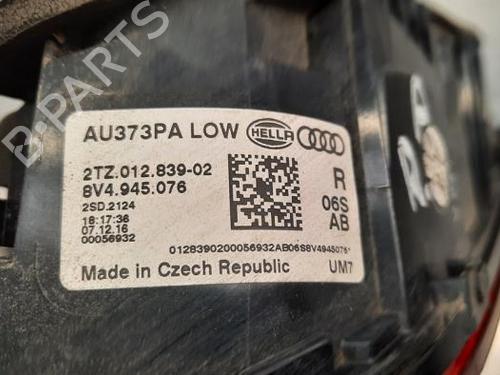 AU373PA LOW HELLA
2TZ.012.839-02
8V4.945.076
2SD.2124
18:17:36
07.12.16
00056932
R
06S
AB
0128390200056932AB06S8V4945076
Made in Czech Republic UM7
R A